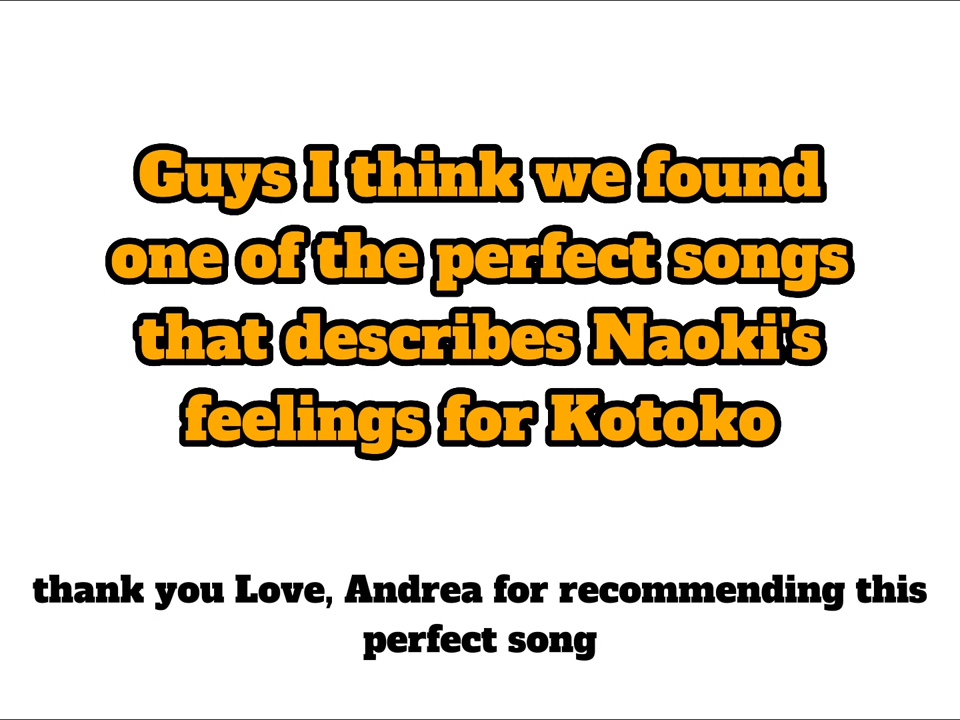 Guys I think we found
one of the perfect songs
that describes Naoki's
feelings for Kotoko
thank you Love, Andrea for recommending this
perfect song